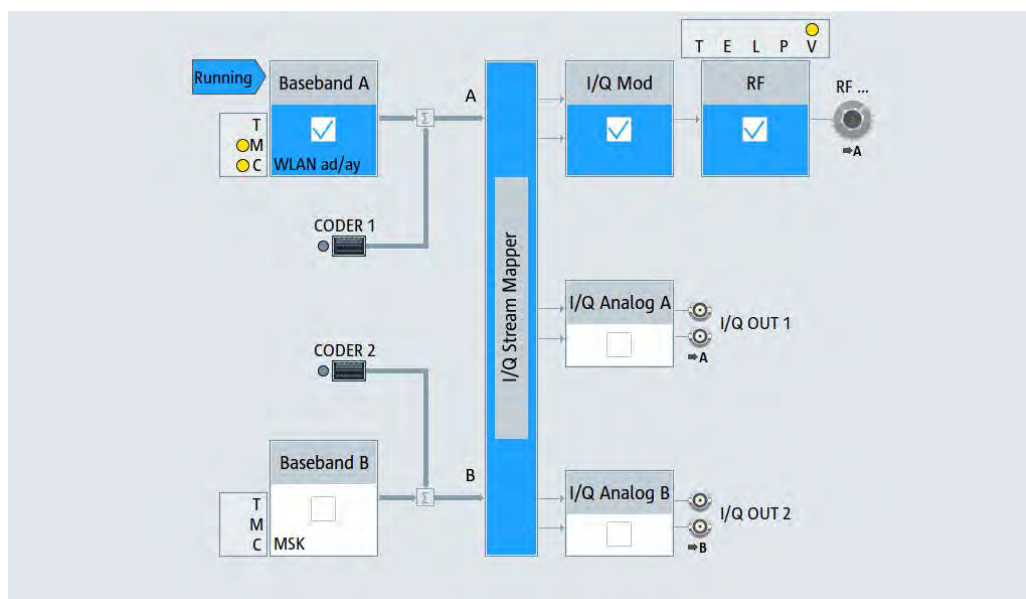 T E L P V
Running
Baseband A
A
I/Q Mod
RF
RF ...
T
M
C
WLAN ad/ay
⇒A
CODER 1
I/Q Stream Mapper
I/Q Analog A
I/Q OUT 1
⇒A
CODER 2
Baseband B
B
I/Q Analog B
I/Q OUT 2
T
M
C
MSK
⇒B
Σ
Σ